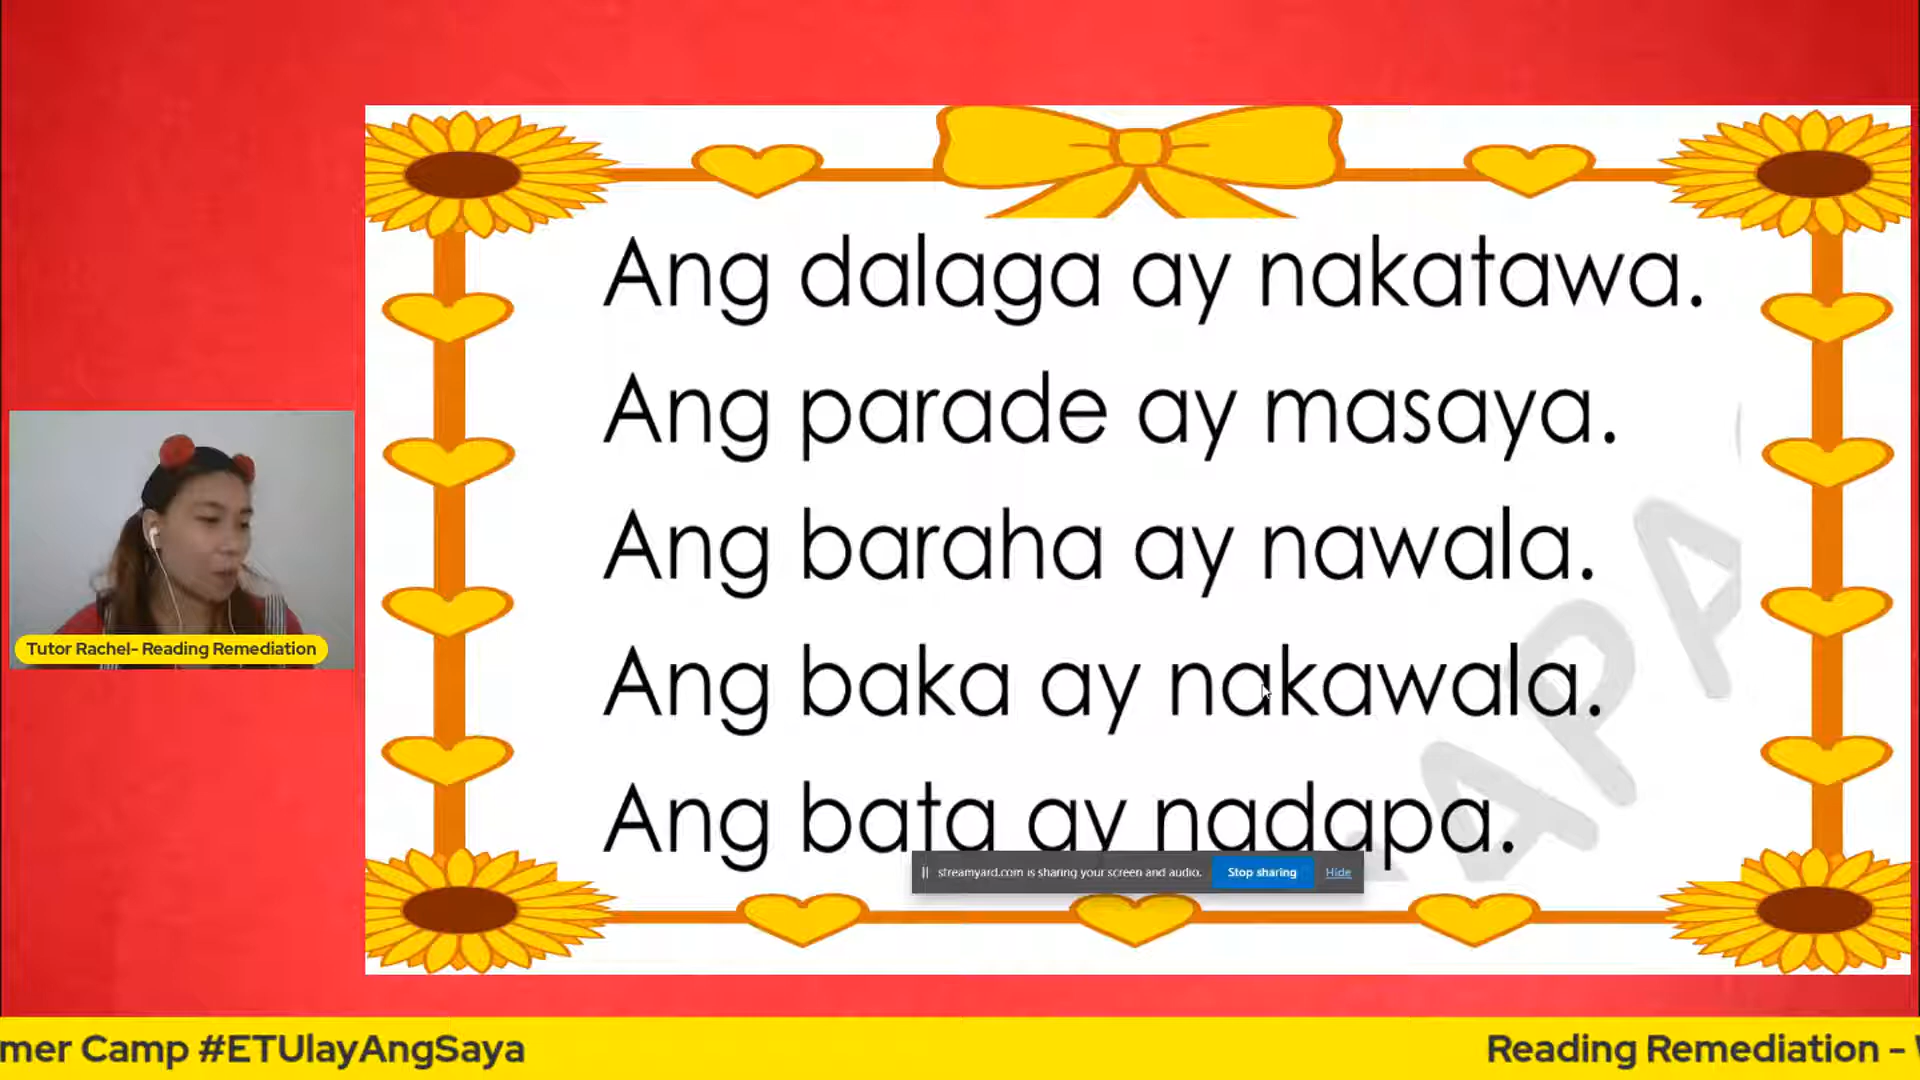 Ang dalaga ay nakatawa.
Ang parade ay masaya.
Ang baraha ay nawala.
Ang baka ay nakawala.
Ang bata ay nadapa.
streamyard.com is sharing your screen and audio. Stop sharing Hide
Tutor Rachel- Reading Remediation
mer Camp #ETUlayAngSaya
Reading Remediation -